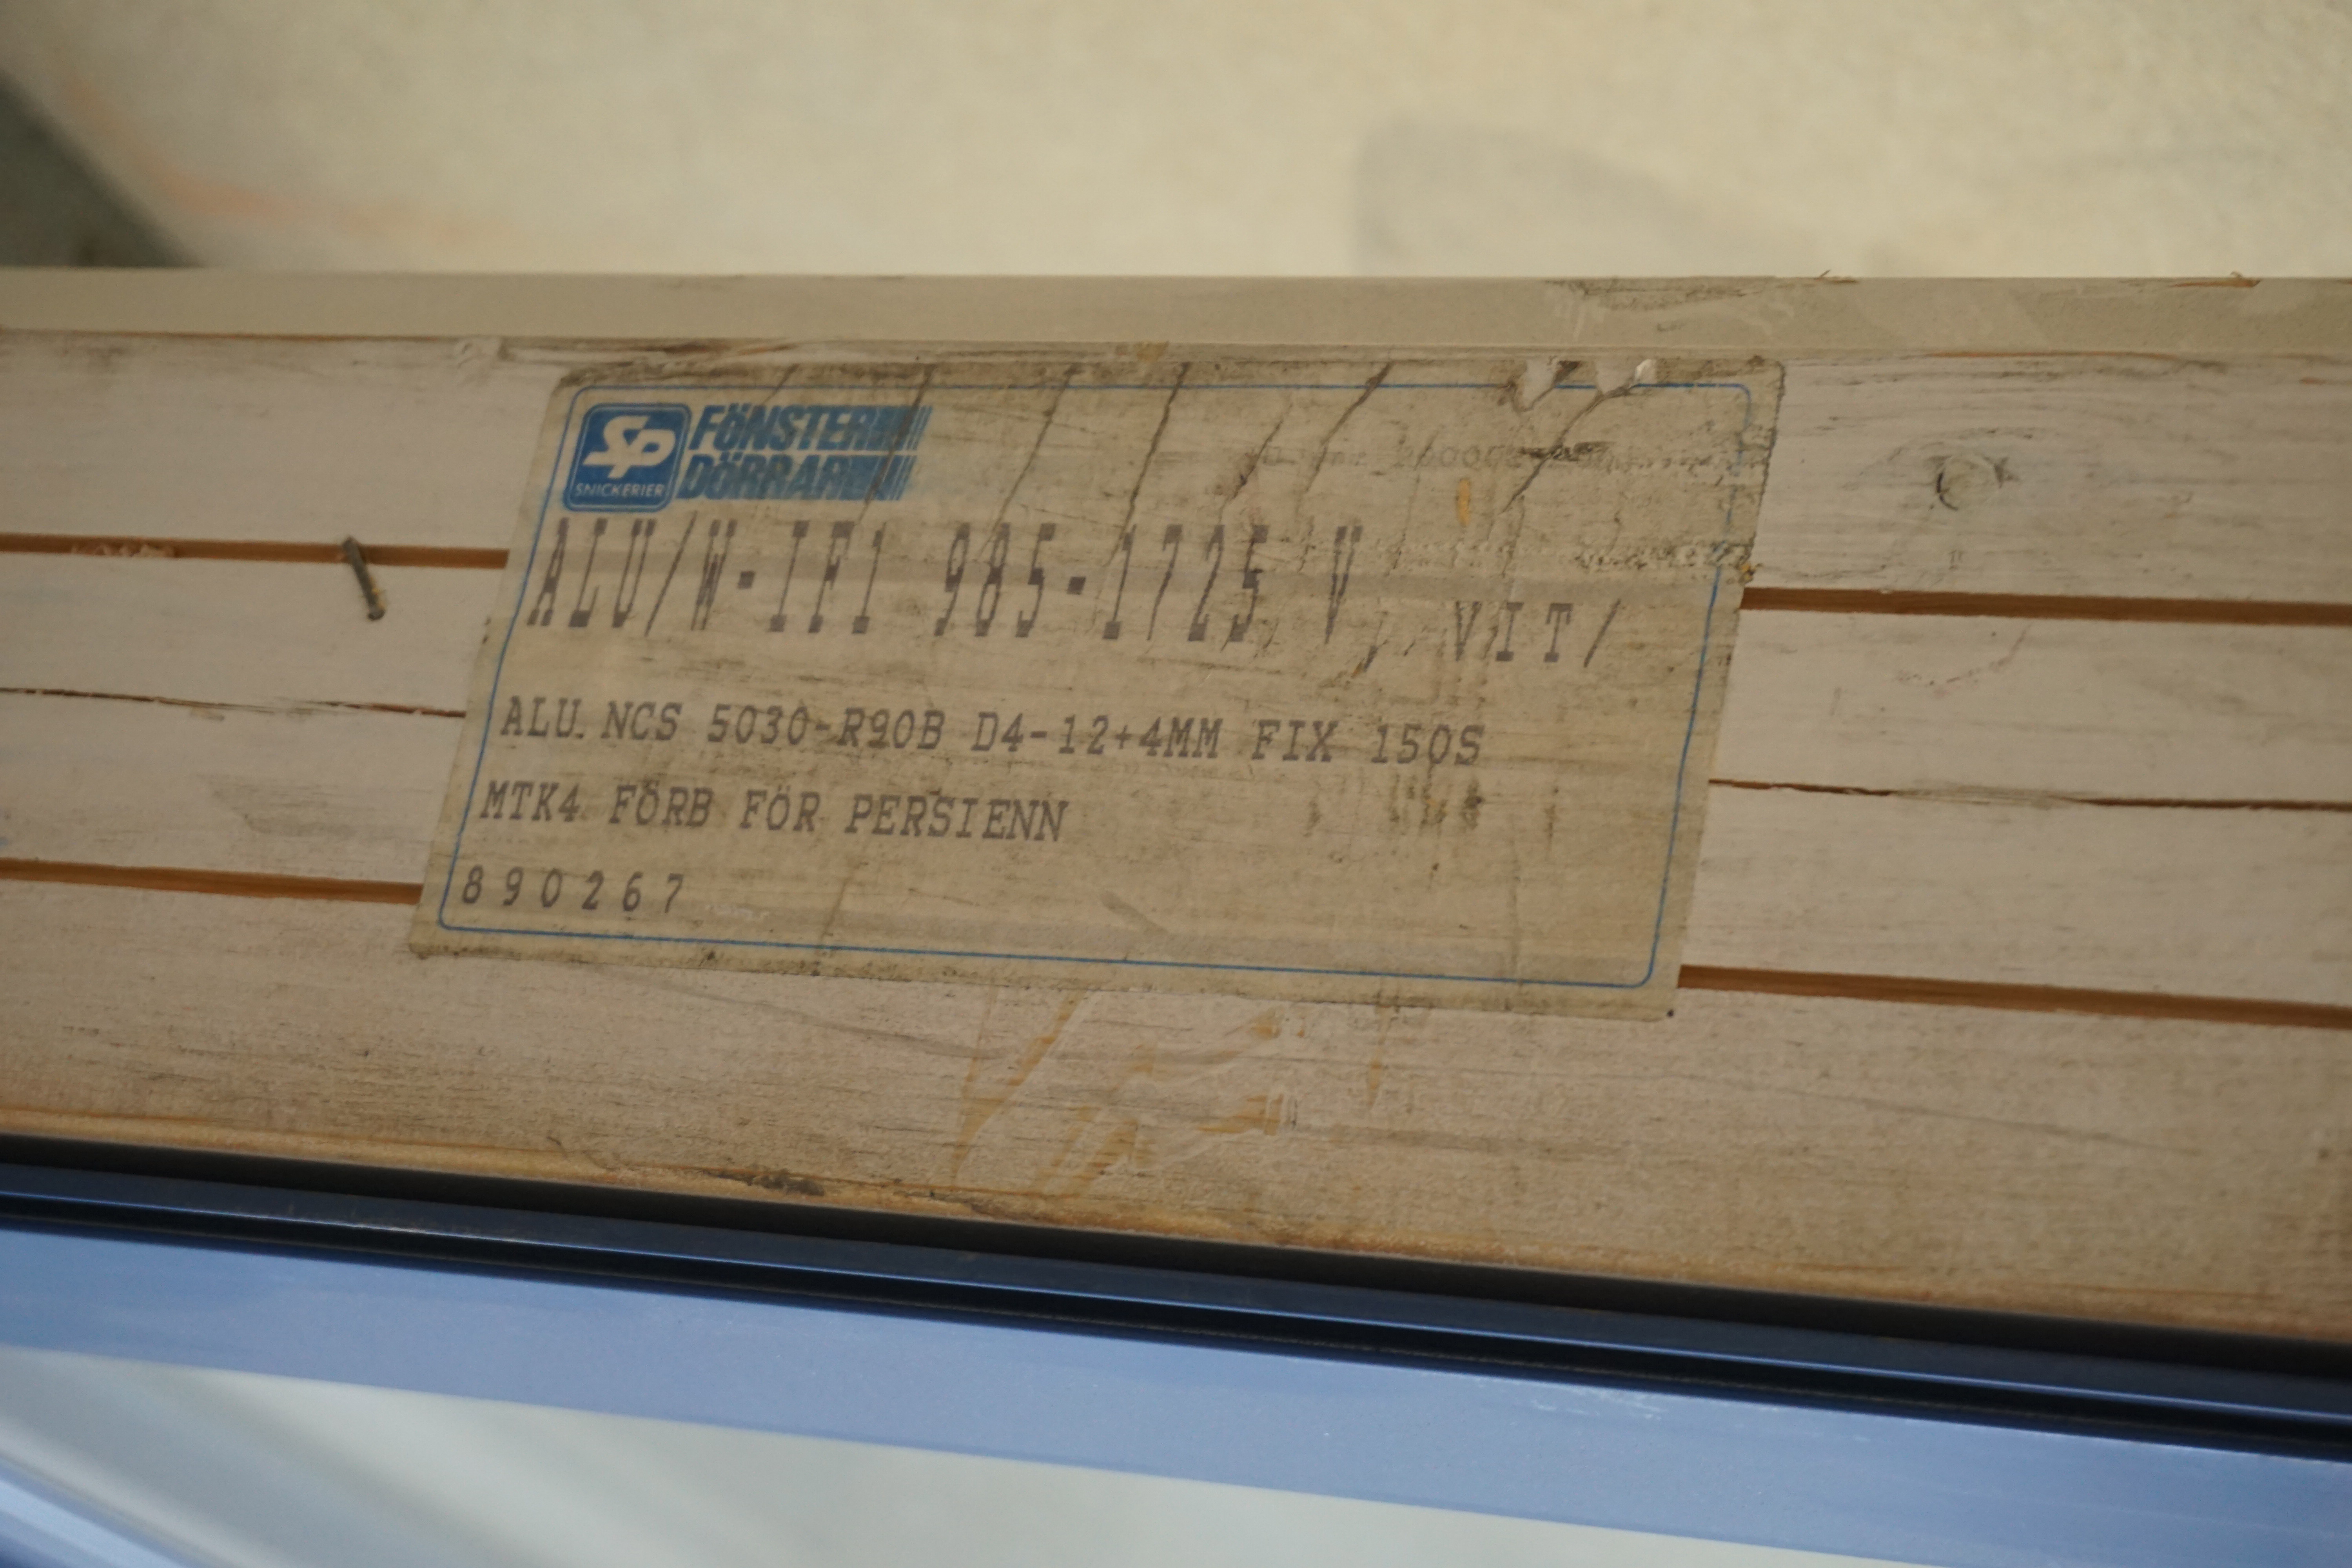 SP FÖNSTER
DÖRRAR
SNICKERIER
ALU/W-IF1 985-1725 V, VIT/
ALU. NCS 5030-R90B D4-12+4MM FIX 150S
MTK4 FÖRB FÖR PERSIENN
890267